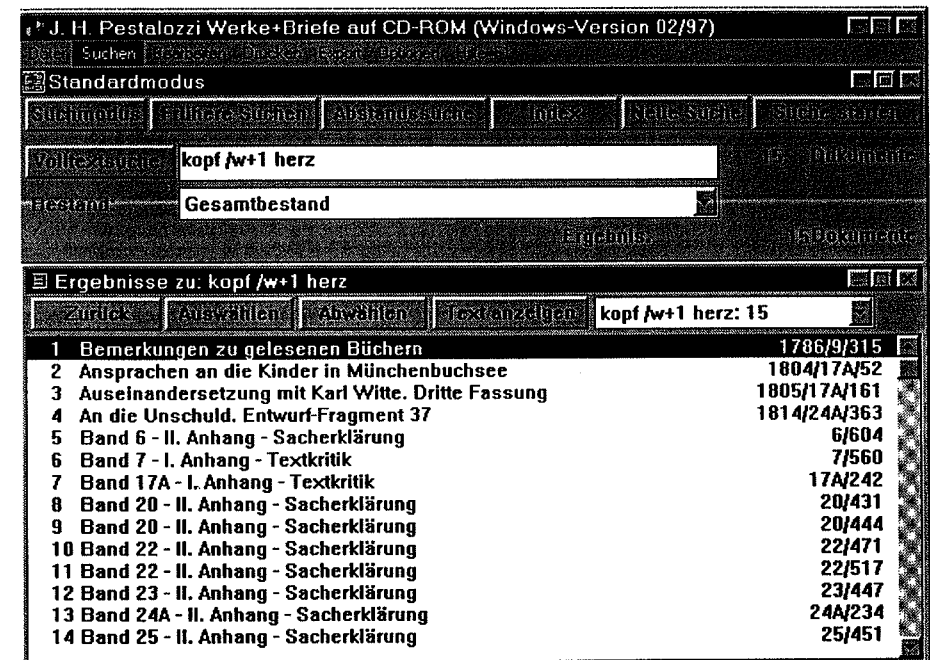 J. H. Pestalozzi Werke+Briefe auf CD-ROM (Windows-Version 02/97)
Datei Suchen
Standardmodus
Suchmodus Frühere Suchen Abstandssuche Index Neue Suche Suche starten
Volltextsuche kopf /w+1 herz 15 Dokumente
Bestand Gesamtbestand
Ergebnis: 15 Dokumente
Ergebnisse zu: kopf /w+1 herz
Zurück Auswählen Abwählen Text anzeigen kopf /w+1 herz: 15
1 Bemerkungen zu gelesenen Büchern 1786/9/315
2 Ansprachen an die Kinder in Münchenbuchsee 1804/17A/52
3 Auseinandersetzung mit Karl Witte. Dritte Fassung 1805/17A/161
4 An die Unschuld. Entwurf-Fragment 37 1814/24A/363
5 Band 6 - II. Anhang - Sacherklärung 6/604
6 Band 7 - I. Anhang - Textkritik 7/560
7 Band 17A - I. Anhang - Textkritik 17A/242
8 Band 20 - II. Anhang - Sacherklärung 20/431
9 Band 20 - II. Anhang - Sacherklärung 20/444
10 Band 22 - II. Anhang - Sacherklärung 22/471
11 Band 22 - II. Anhang - Sacherklärung 22/517
12 Band 23 - II. Anhang - Sacherklärung 23/447
13 Band 24A - II. Anhang - Sacherklärung 24A/234
14 Band 25 - II. Anhang - Sacherklärung 25/451